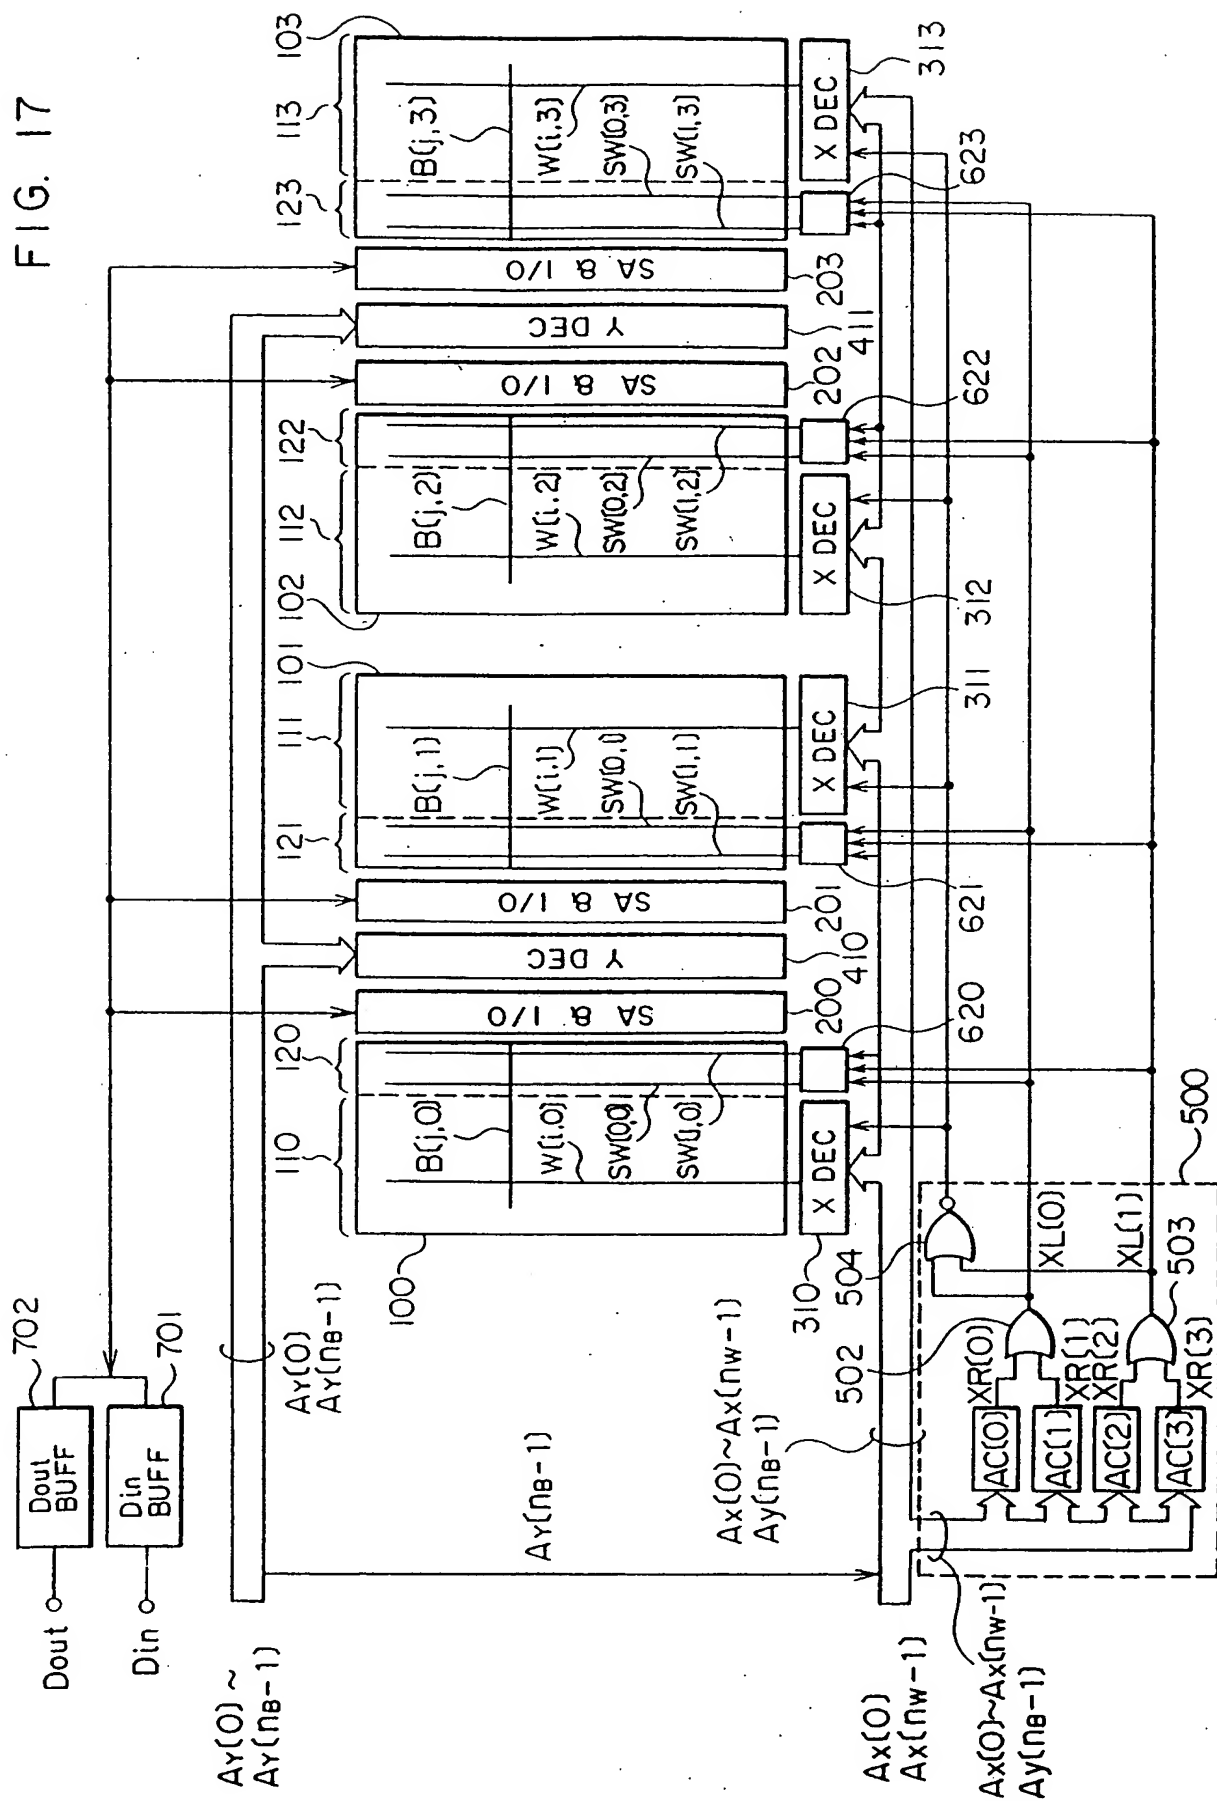 FIG. 17
Dout
Dout
BUFF
702
Din
Din
BUFF
701
AY(0) ~
AY(nB-1)
AY(0)
AY(nB-1)
AY(nB-1)
110
120
121
111
101
102
112
122
123
113
103
100
B(j,0)
W(i,0)
SW(0,0)
SW(1,0)
SA & I/O
200
Y DEC
410
SA & I/O
201
B(j,1)
W(i,1)
SW(0,1)
SW(1,1)
B(j,2)
W(i,2)
SW(0,2)
SW(1,2)
SA & I/O
202
Y DEC
411
SA & I/O
203
B(j,3)
W(i,3)
SW(0,3)
SW(1,3)
X DEC
310
620
621
X DEC
311
X DEC
312
622
623
X DEC
313
Ax(0)~Ax(nW-1)
Ay(nB-1)
Ax(0)
Ax(nW-1)
Ax(0)~Ax(nW-1)
Ay(nB-1)
AC(0)
XR(0)
AC(1)
XR(1)
AC(2)
XR(2)
AC(3)
XR(3)
502
503
504
XL(0)
XL(1)
500